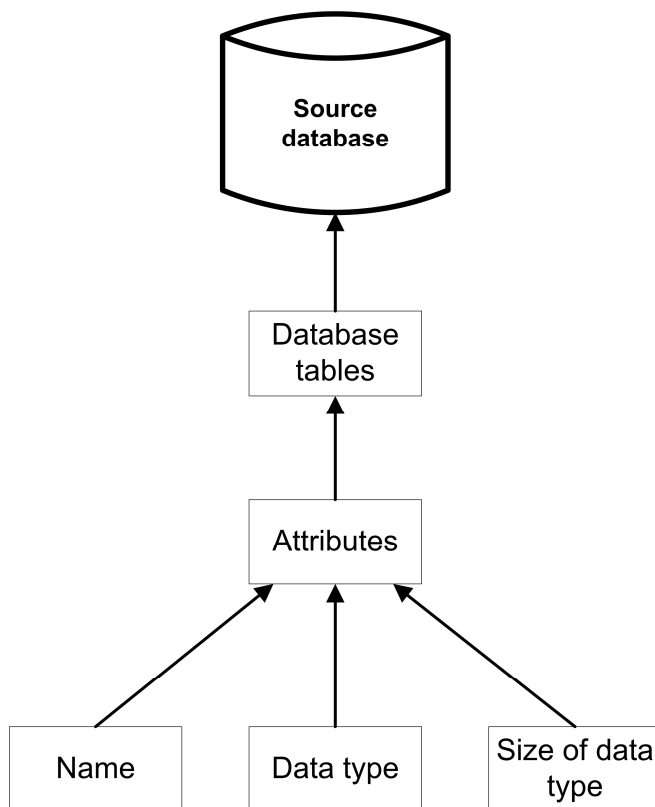 Source
database
Database
tables
Attributes
Name
Data type
Size of data
type